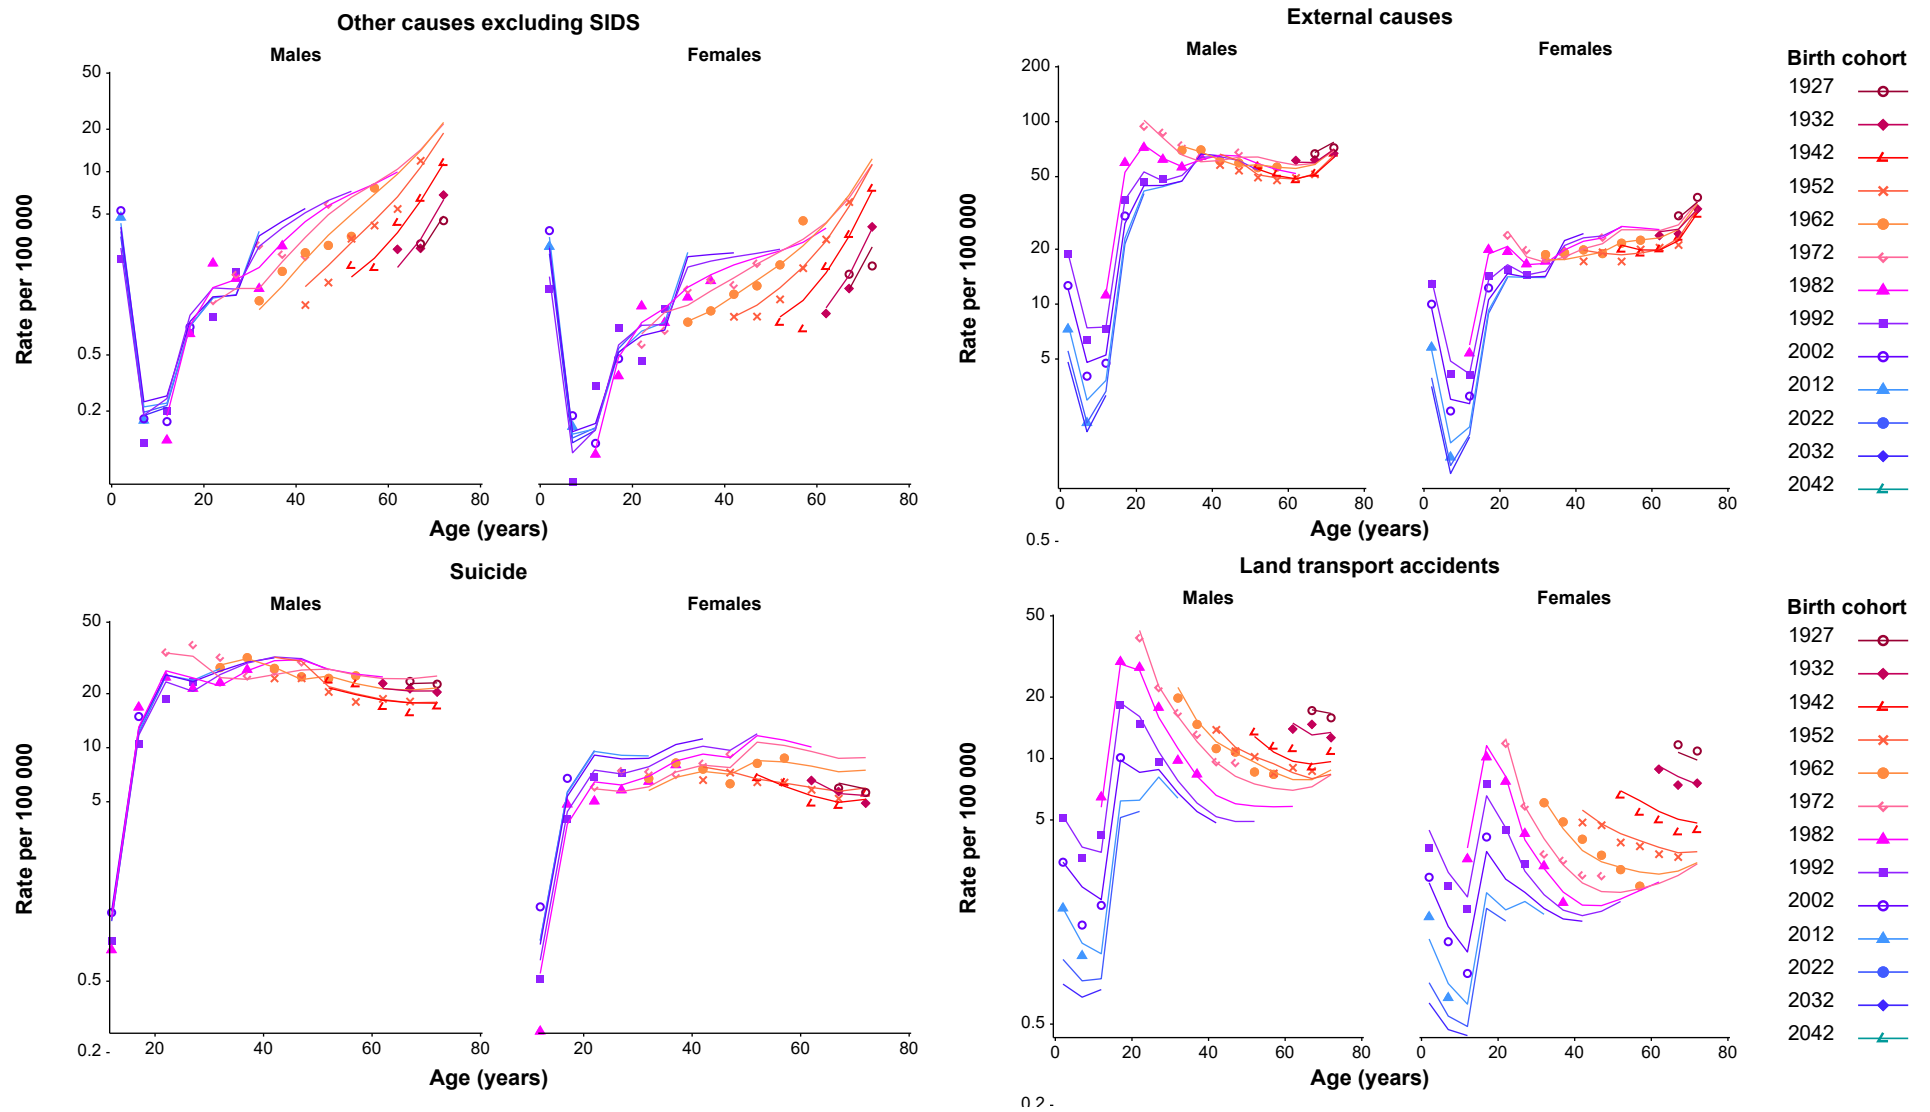 Other causes excluding SIDS
Males
Females
50
20
10
5
0.5
0.2
Rate per 100 000
0 20 40 60 80
0 20 40 60 80
Age (years)
External causes
Males
Females
200
100
50
20
10
5
0.5 -
Rate per 100 000
0 20 40 60 80
0 20 40 60 80
Age (years)
Birth cohort
1927
1932
1942
1952
1962
1972
1982
1992
2002
2012
2022
2032
2042
Suicide
Males
Females
50
20
10
5
0.5
0.2 -
Rate per 100 000
20 40 60 80
20 40 60 80
Age (years)
Land transport accidents
Males
Females
50
20
10
5
0.5
0.2 -
Rate per 100 000
0 20 40 60 80
0 20 40 60 80
Age (years)
Birth cohort
1927
1932
1942
1952
1962
1972
1982
1992
2002
2012
2022
2032
2042